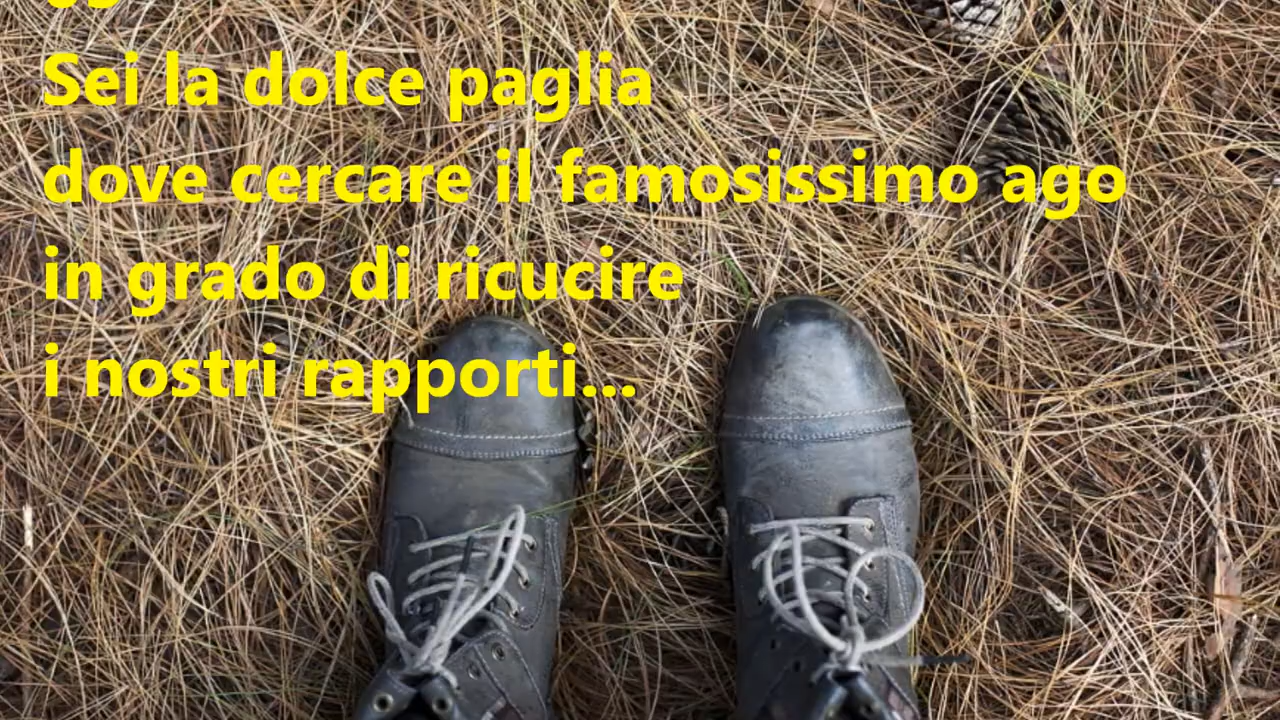 Sei la dolce paglia
dove cercare il famosissimo ago
in grado di ricucire
i nostri rapporti...